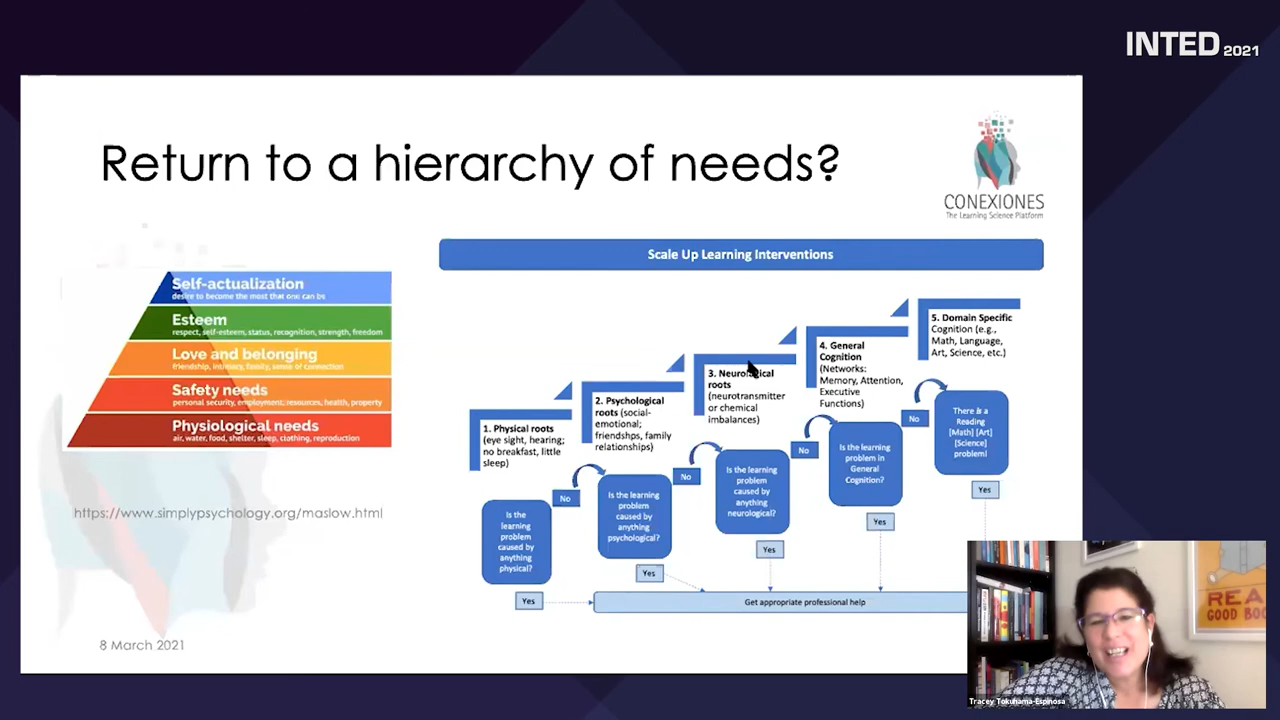 INTED 2021
Return to a hierarchy of needs?
CONEXIONES
The Learning Science Platform
Self-actualization
desire to become the most that one can be
Esteem
respect, self-esteem, status, recognition, strength, freedom
Love and belonging
friendship, intimacy, family, sense of connection
Safety needs
personal security, employment, resources, health, property
Physiological needs
air, water, food, shelter, sleep, clothing, reproduction
https://www.simplypsychology.org/maslow.html
8 March 2021
Scale Up Learning Interventions
1. Physical roots
(eye sight, hearing;
no breakfast, little
sleep)
2. Psychological
roots (social-
emotional;
friendshps, family
relationships)
3. Neurological
roots
(neurotransmitter
or chemical
imbalances)
4. General
Cognition
(Networks:
Memory, Attention,
Executive
Functions)
5. Domain Specific
Cognition (e.g.,
Math, Language,
Art, Science, etc.)
Is the
learning
problem
caused by
anything
physical?
No
Yes
Is the learning
problem
caused by
anything
psychological?
No
Yes
Is the learning
problem
caused by
anything
neurological?
No
Yes
Is the learning
problem in
General
Cognition?
No
Yes
There is a
Reading
[Math] [Art]
[Science]
problem!
Yes
Get appropriate professional help
REA
GOOD BOO
Tracey Tokuhama-Espinosa